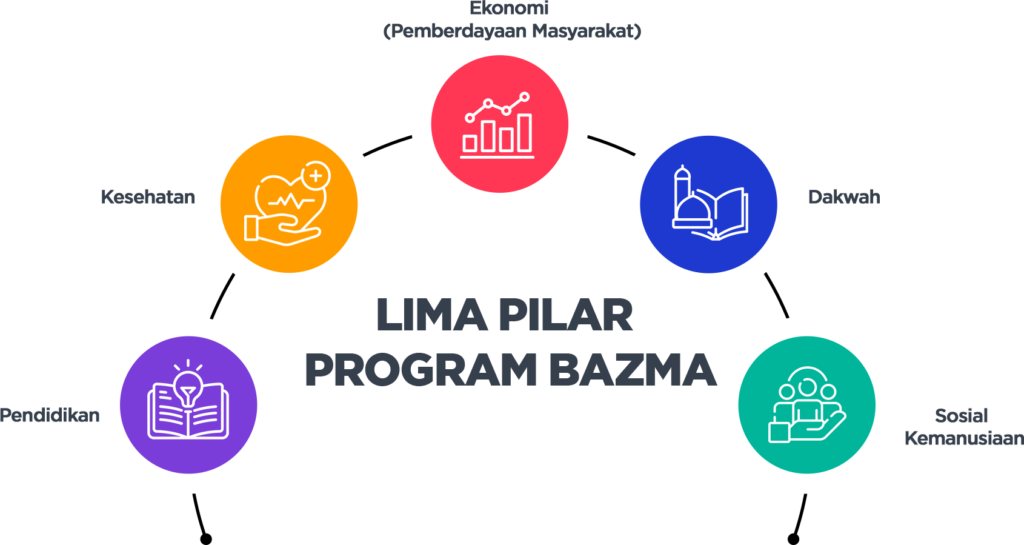 Ekonomi
(Pemberdayaan Masyarakat)
Kesehatan
Dakwah
LIMA PILAR
PROGRAM BAZMA
Pendidikan
Sosial
Kemanusiaan